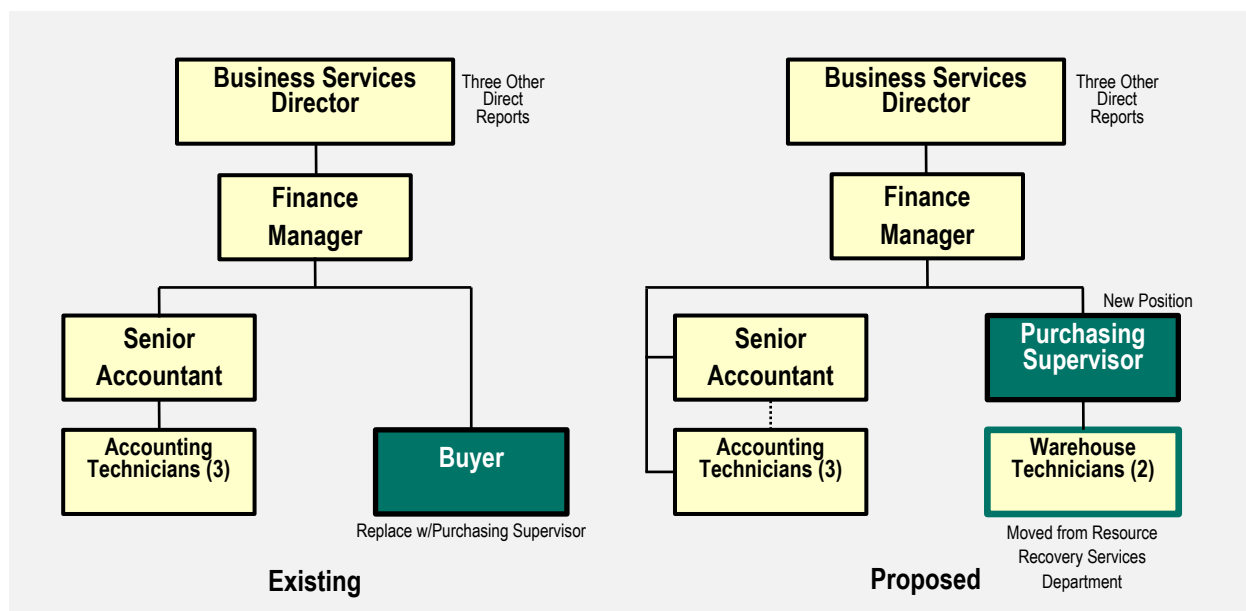 Business Services
Director
Three Other
Direct
Reports
Finance
Manager
Senior
Accountant
Accounting
Technicians (3)
Buyer
Replace w/Purchasing Supervisor
Existing
Business Services
Director
Three Other
Direct
Reports
Finance
Manager
New Position
Senior
Accountant
Purchasing
Supervisor
Accounting
Technicians (3)
Warehouse
Technicians (2)
Moved from Resource
Recovery Services
Department
Proposed